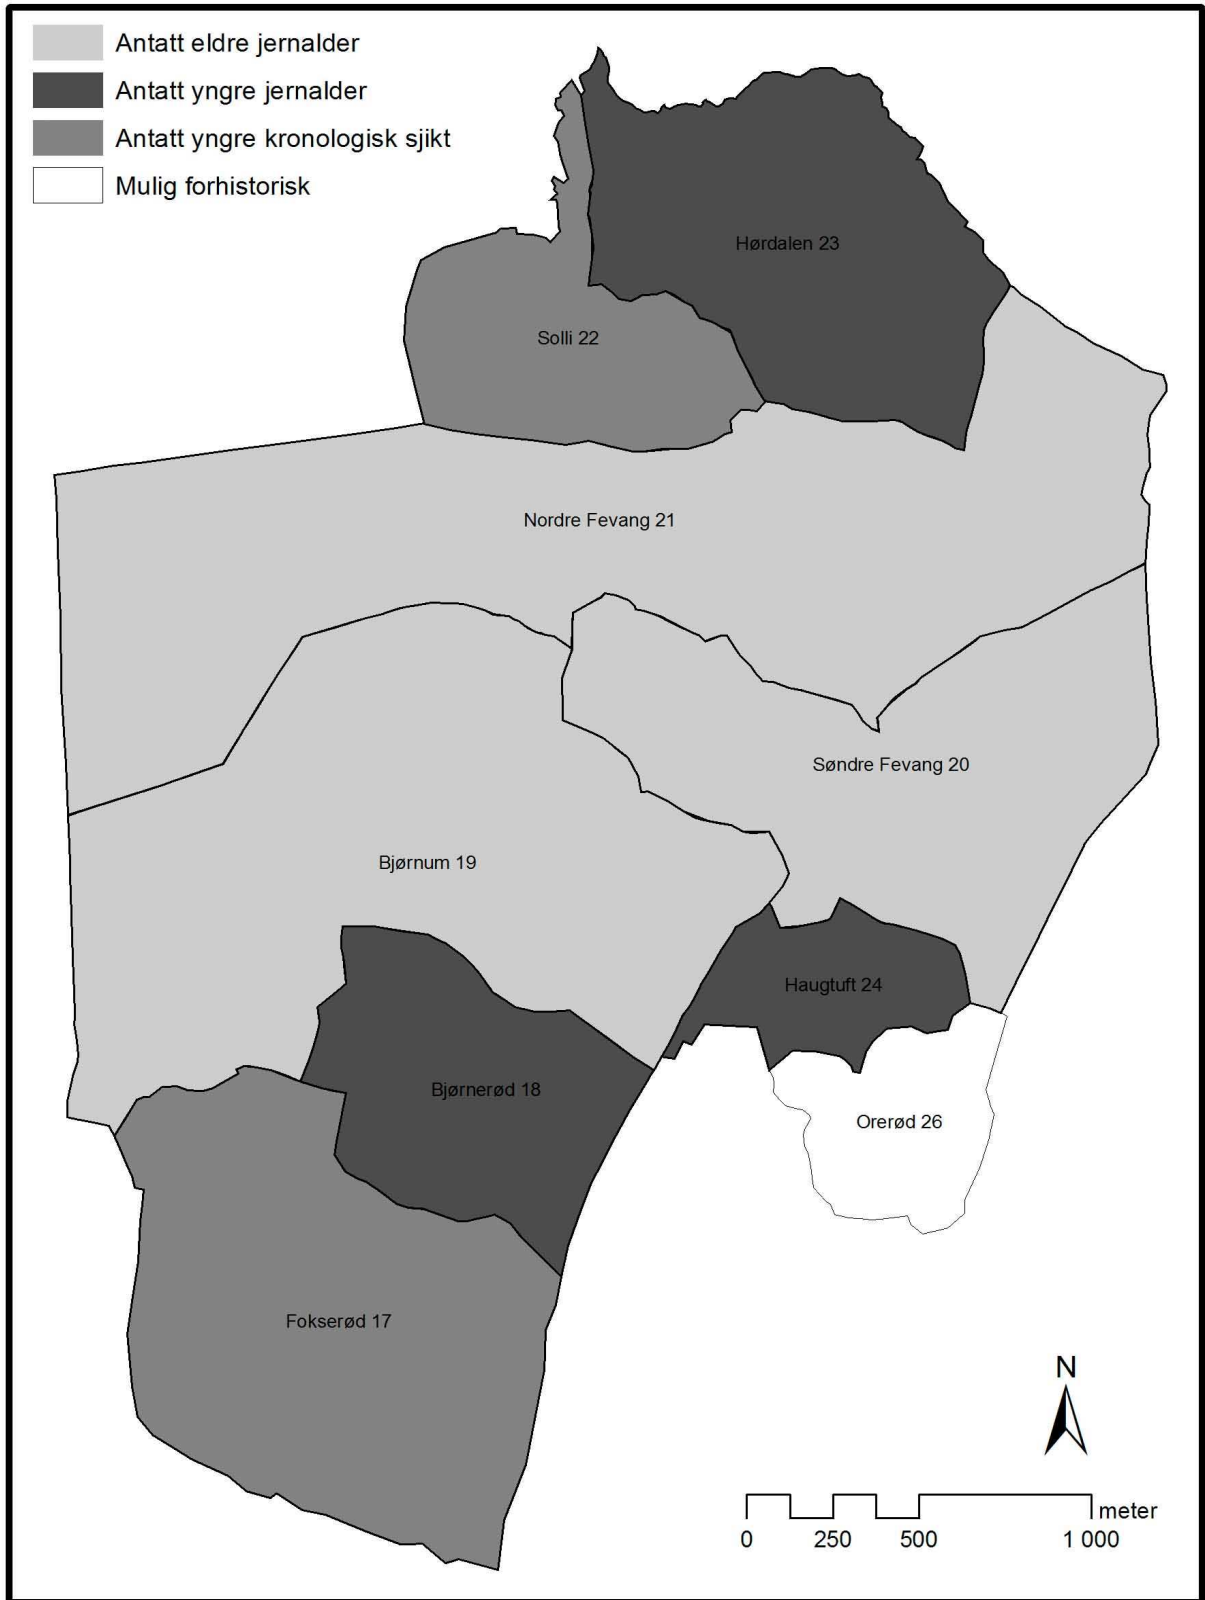 Antatt eldre jernalder
Antatt yngre jernalder
Antatt yngre kronologisk sjikt
Mulig forhistorisk
Hørdalen 23
Solli 22
Nordre Fevang 21
Søndre Fevang 20
Bjørnum 19
Haugtuft 24
Bjørnerød 18
Orerød 26
Fokserød 17
N
meter
0 250 500 1 000